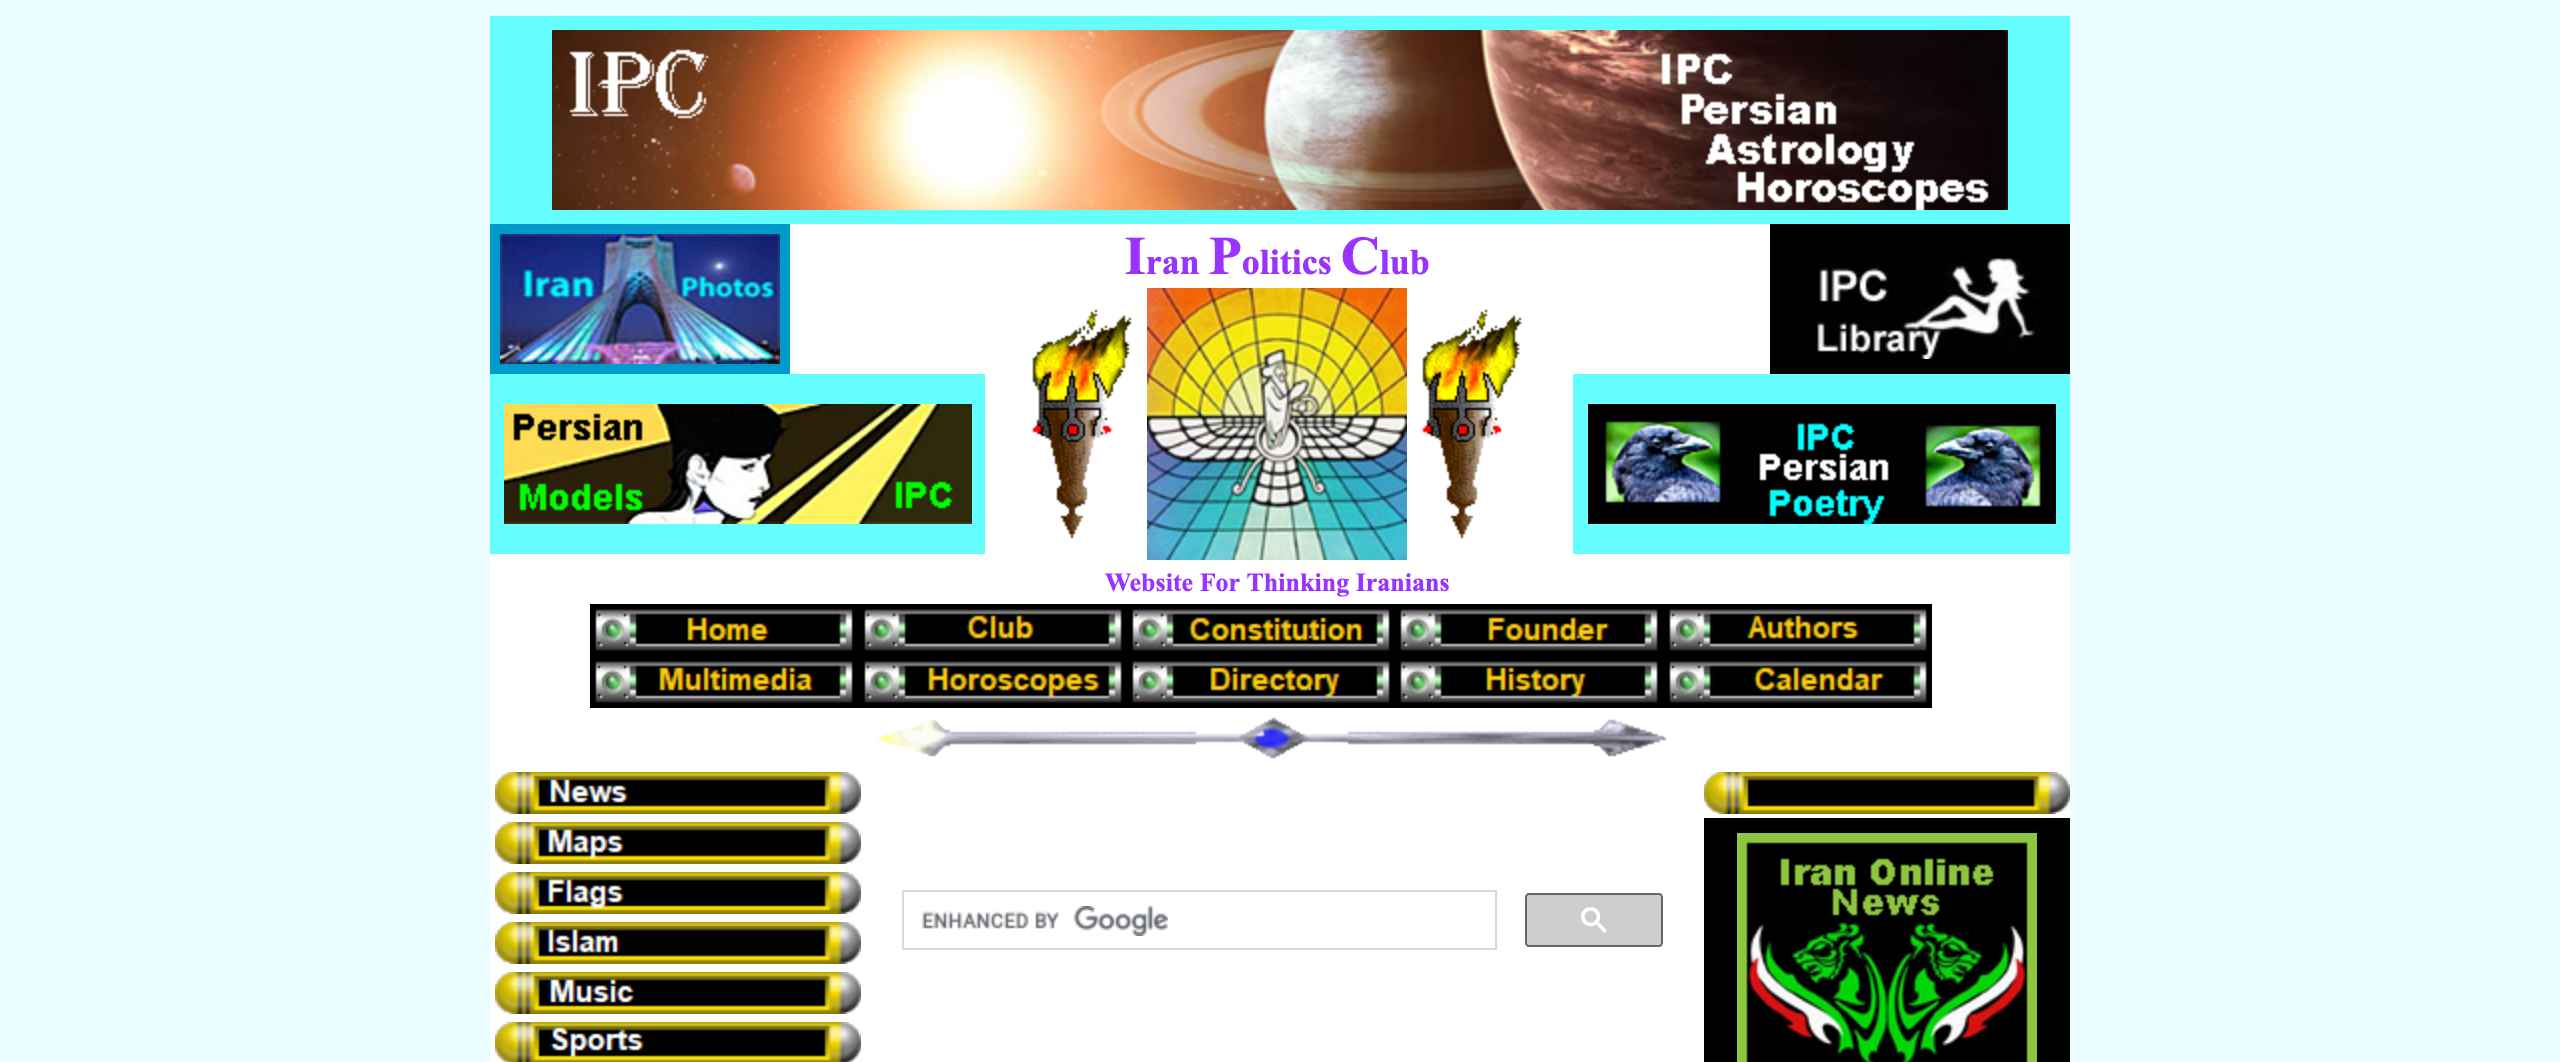 IPC
IPC
Persian
Astrology
Horoscopes
Iran Photos
Iran Politics Club
IPC
Library
Persian
Models
IPC
IPC
Persian
Poetry
Website For Thinking Iranians
Home
Club
Constitution
Founder
Authors
Multimedia
Horoscopes
Directory
History
Calendar
News
Maps
Flags
Islam
Music
Sports
ENHANCED BY Google
Iran Online
News